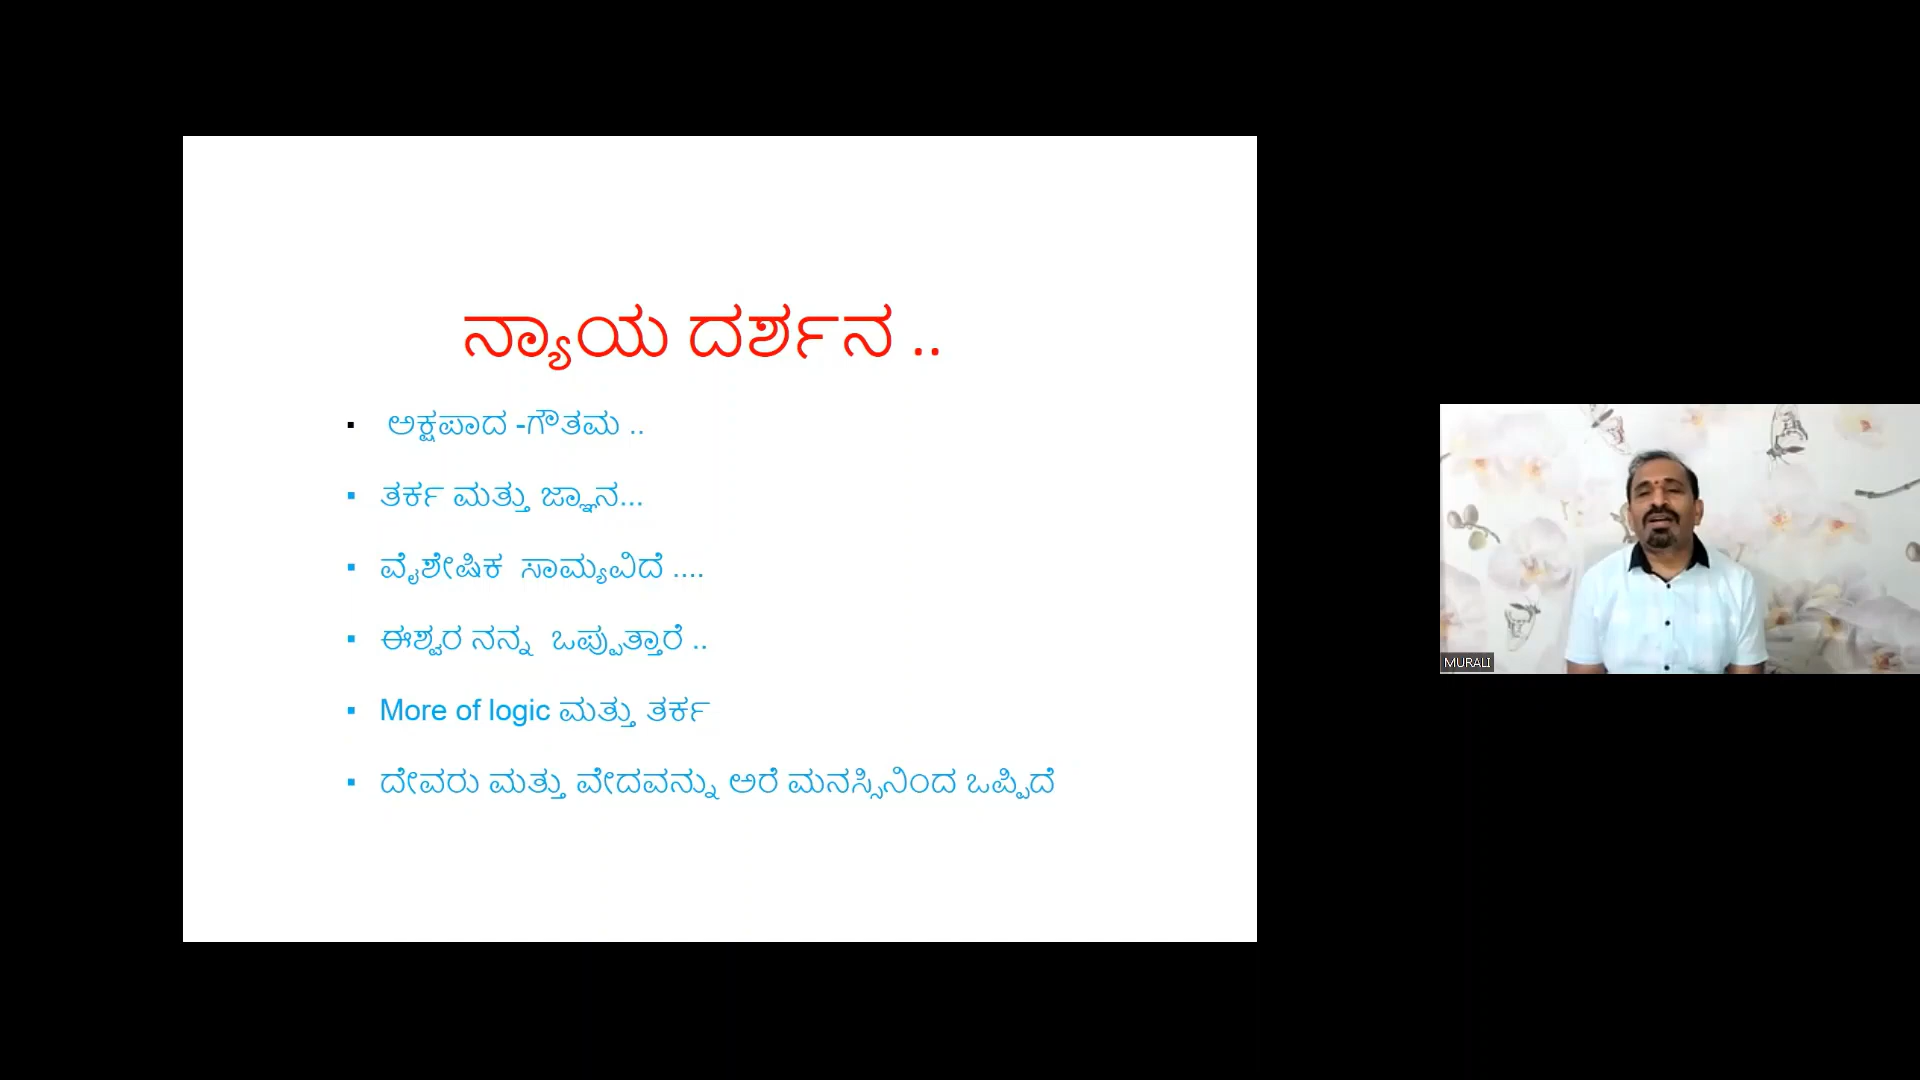 ನ್ಯಾಯ ದರ್ಶನ ..
▪ ಅಕ್ಷಪಾದ -ಗೌತಮ ..
▪ ತರ್ಕ ಮತ್ತು ಜ್ಞಾನ...
▪ ವೈಶೇಷಿಕ ಸಾಮ್ಯವಿದೆ ....
▪ ಈಶ್ವರ ನನ್ನ ಒಪ್ಪುತ್ತಾರೆ ..
▪ More of logic ಮತ್ತು ತರ್ಕ
▪ ದೇವರು ಮತ್ತು ವೇದವನ್ನು ಅರೆ ಮನಸ್ಸಿನಿಂದ ಒಪ್ಪಿದೆ
MURALI